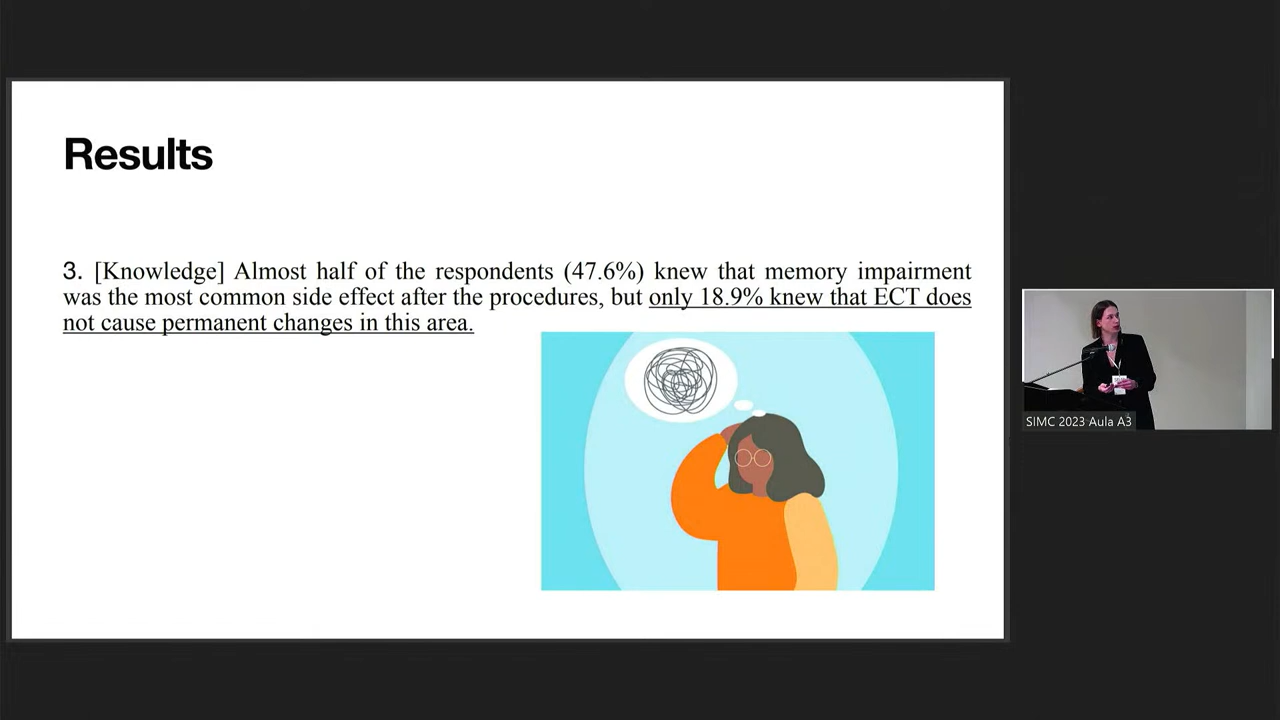 Results
3. [Knowledge] Almost half of the respondents (47.6%) knew that memory impairment
was the most common side effect after the procedures, but only 18.9% knew that ECT does
not cause permanent changes in this area.
SIMC 2023 Aula A3